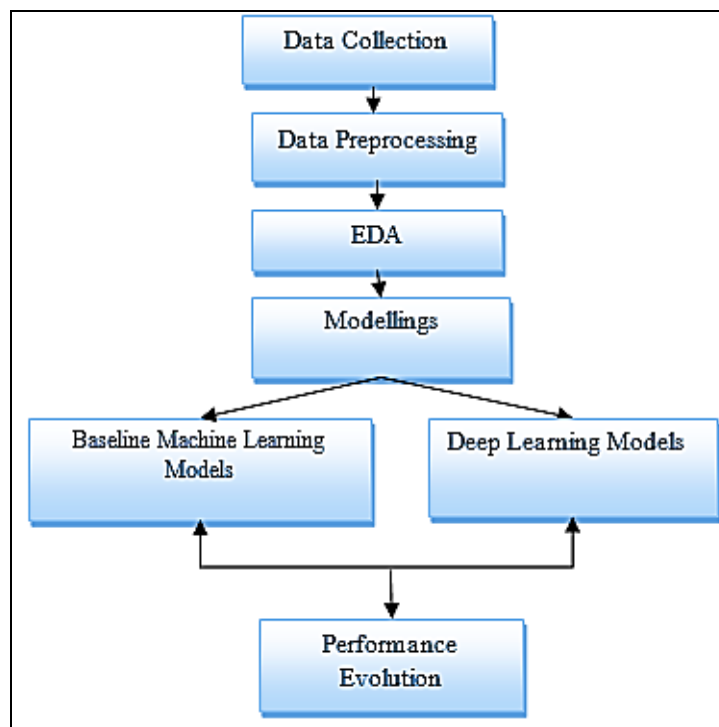 Data Collection
Data Preprocessing
EDA
Modellings
Baseline Machine Learning
Models
Deep Learning Models
Performance
Evolution